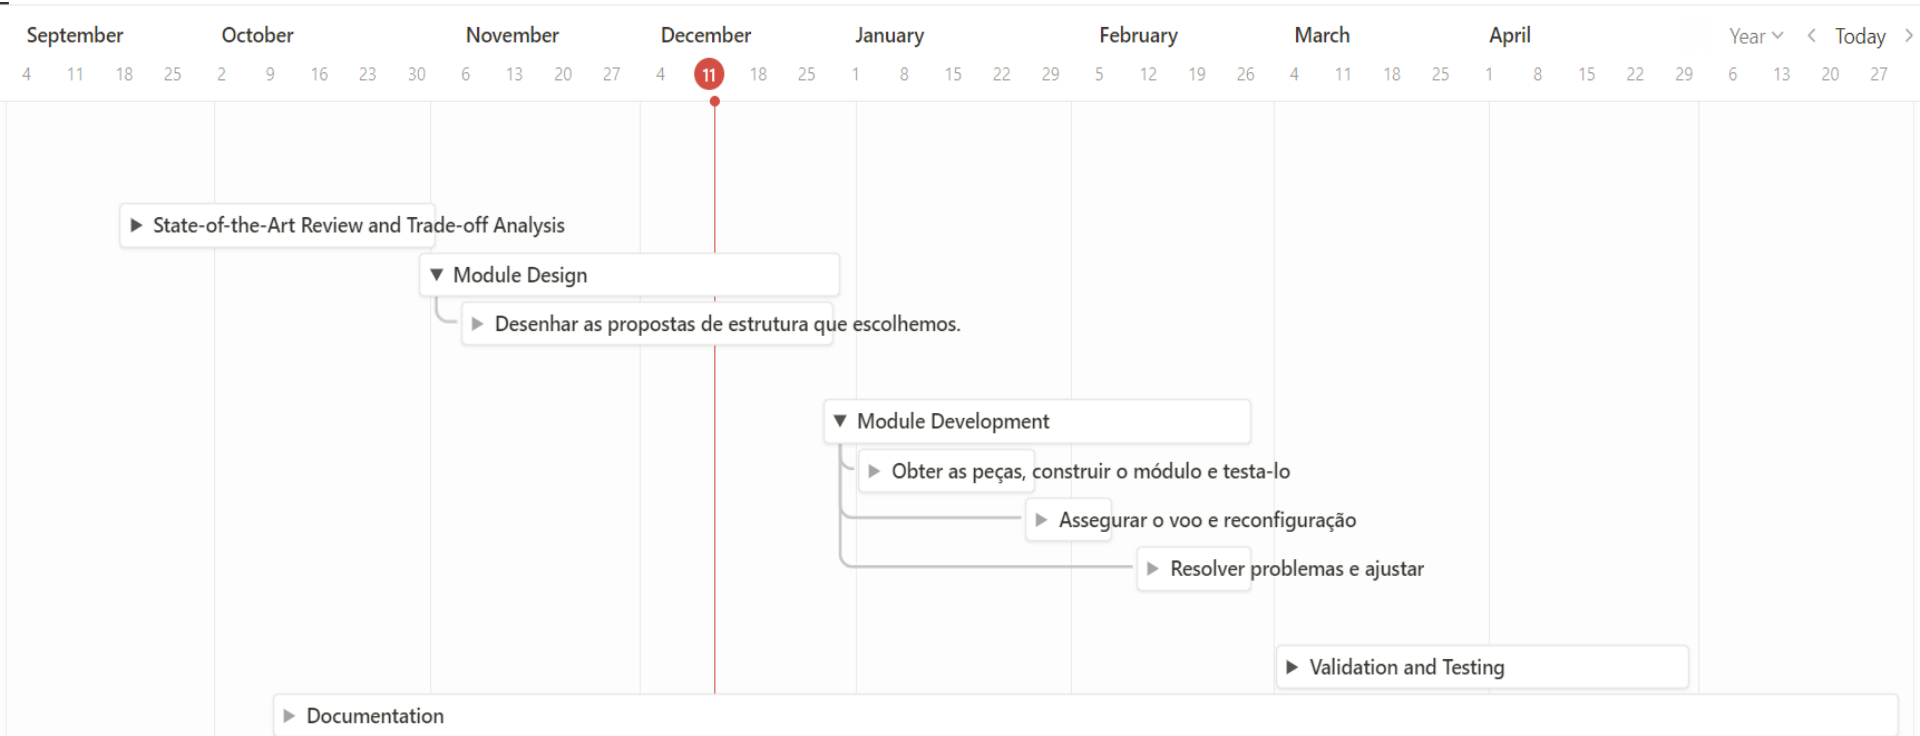 September October November December January February March April Year Today
4 11 18 25 2 9 16 23 30 6 13 20 27 4 11 18 25 1 8 15 22 29 5 12 19 26 4 11 18 25 1 8 15 22 29 6 13 20 27
State-of-the-Art Review and Trade-off Analysis
Module Design
Desenhar as propostas de estrutura que escolhemos.
Module Development
Obter as peças, construir o módulo e testa-lo
Assegurar o voo e reconfiguração
Resolver problemas e ajustar
Validation and Testing
Documentation